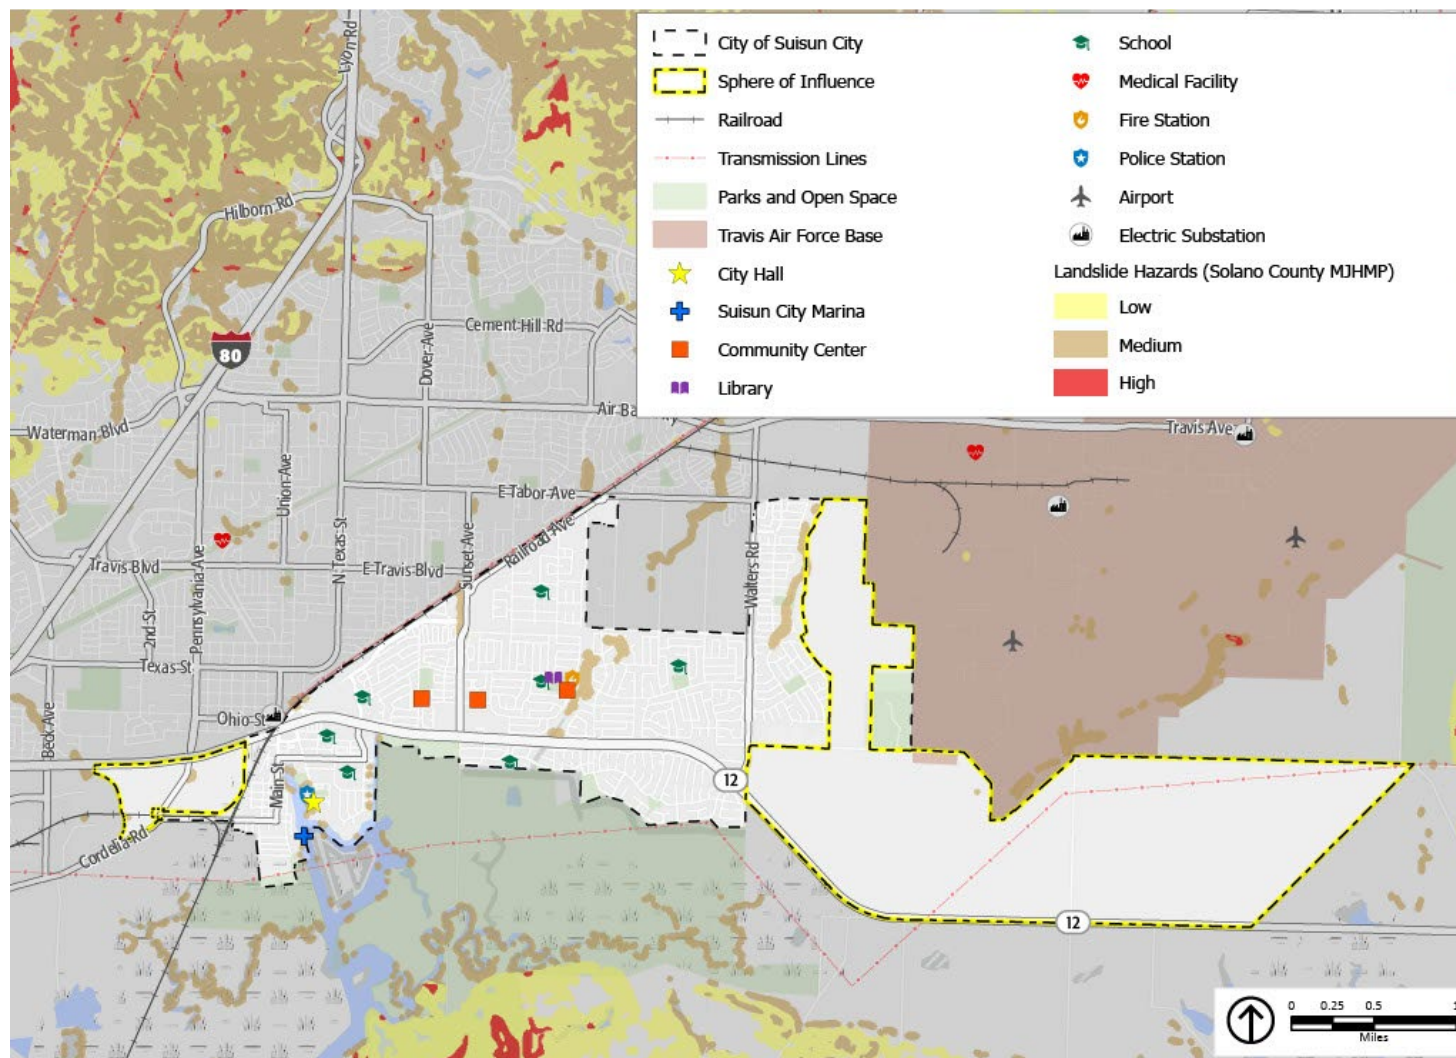 City of Suisun City
Sphere of Influence
Railroad
Transmission Lines
Parks and Open Space
Travis Air Force Base
City Hall
Suisun City Marina
Community Center
Library
School
Medical Facility
Fire Station
Police Station
Airport
Electric Substation
Landslide Hazards (Solano County MJHMP)
Low
Medium
High
Lyon Rd
Hilborn Rd
80
Cement Hill Rd
Dover Ave
Waterman Blvd
Air Ba
Travis Ave
Union Ave
N Texas St
E Tabor Ave
Sunset Ave
Railroad Ave
Walters Rd
Travis Blvd
E Travis Blvd
2nd St
Pennsylvania Ave
Texas St
Ohio St
Beck Ave
Main St
Cordelia Rd
12
12
0 0.25 0.5 1
Miles